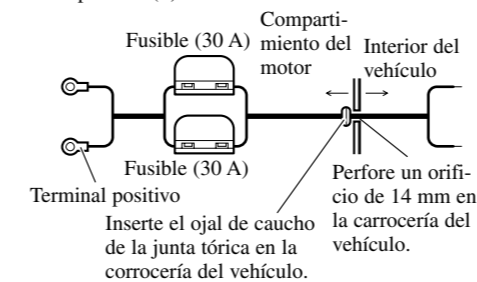 Comparti-
miento del
motor
Fusible (30 A)
Interior del
vehículo
Fusible (30 A)
Terminal positivo
Perfore un orifi-
cio de 14 mm en
la carrocería del
vehículo.
Inserte el ojal de caucho
de la junta tórica en la
corrocería del vehículo.